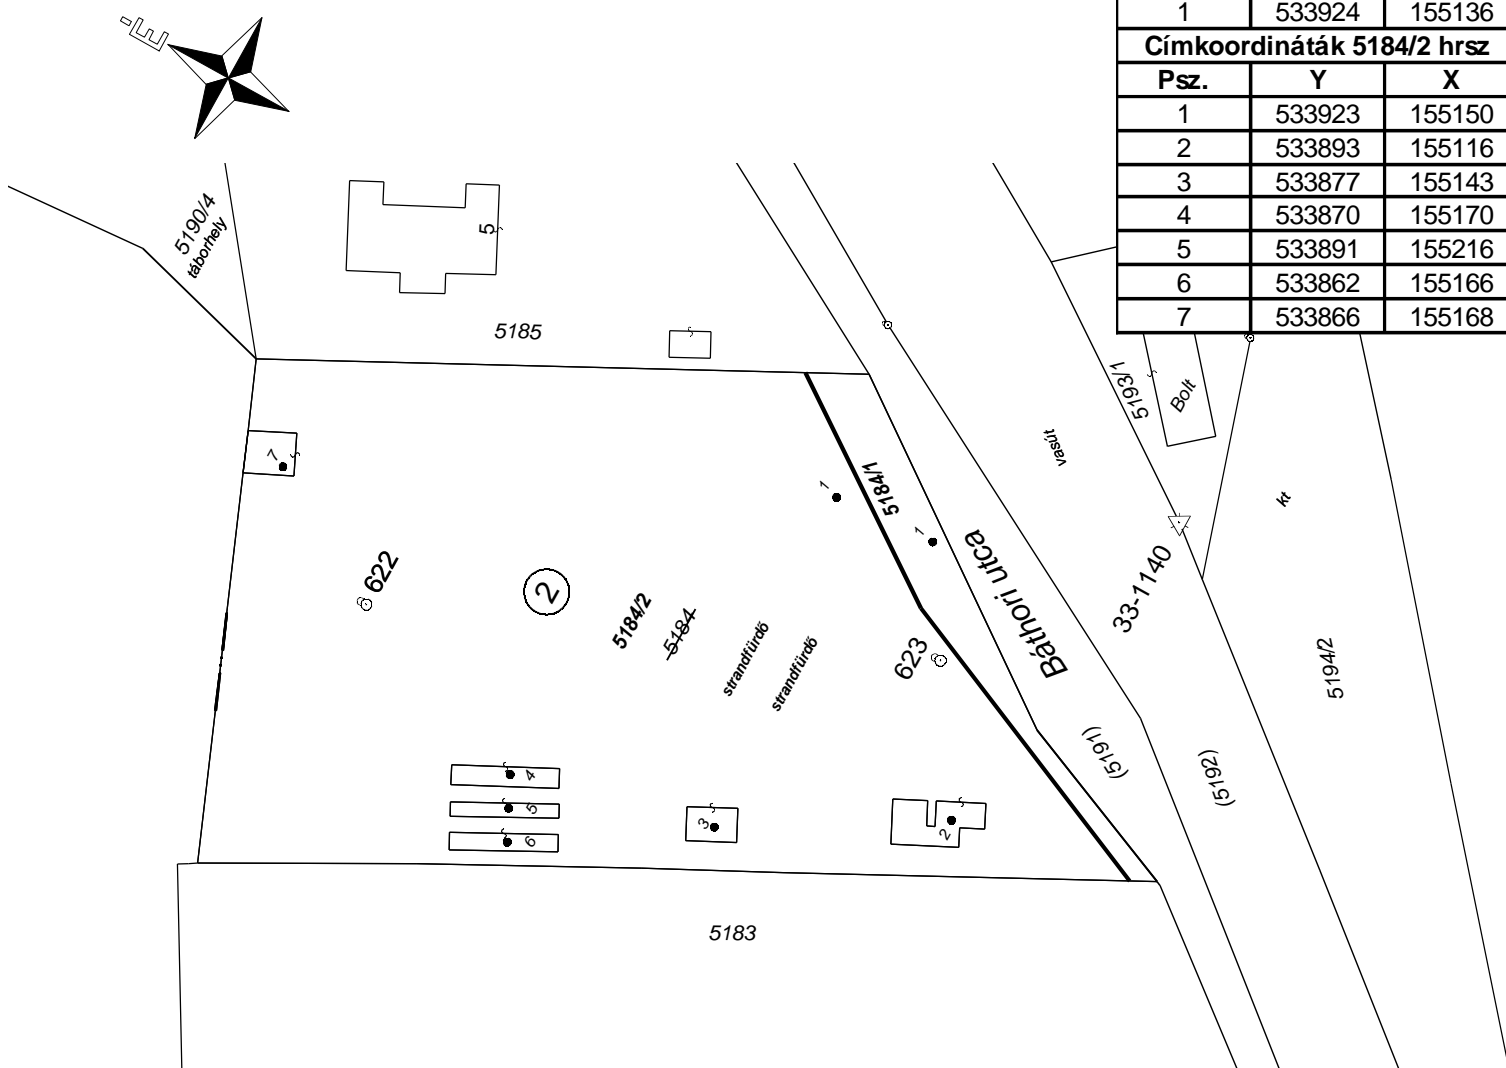 É
1 533924 155136
Címkoordináták 5184/2 hrsz
Psz. Y X
1 533923 155150
2 533893 155116
3 533877 155143
4 533870 155170
5 533891 155216
6 533862 155166
7 533866 155168
5190/4
táborhely
5
5185
5193/1
Bolt
vasút
kt
7
1
5184/1
1
Báthori utca
33-1140
622
2
5184/2
5184
strandfürdő
strandfürdő
623
5194/2
(5191)
(5192)
4
5
6
3
2
5183